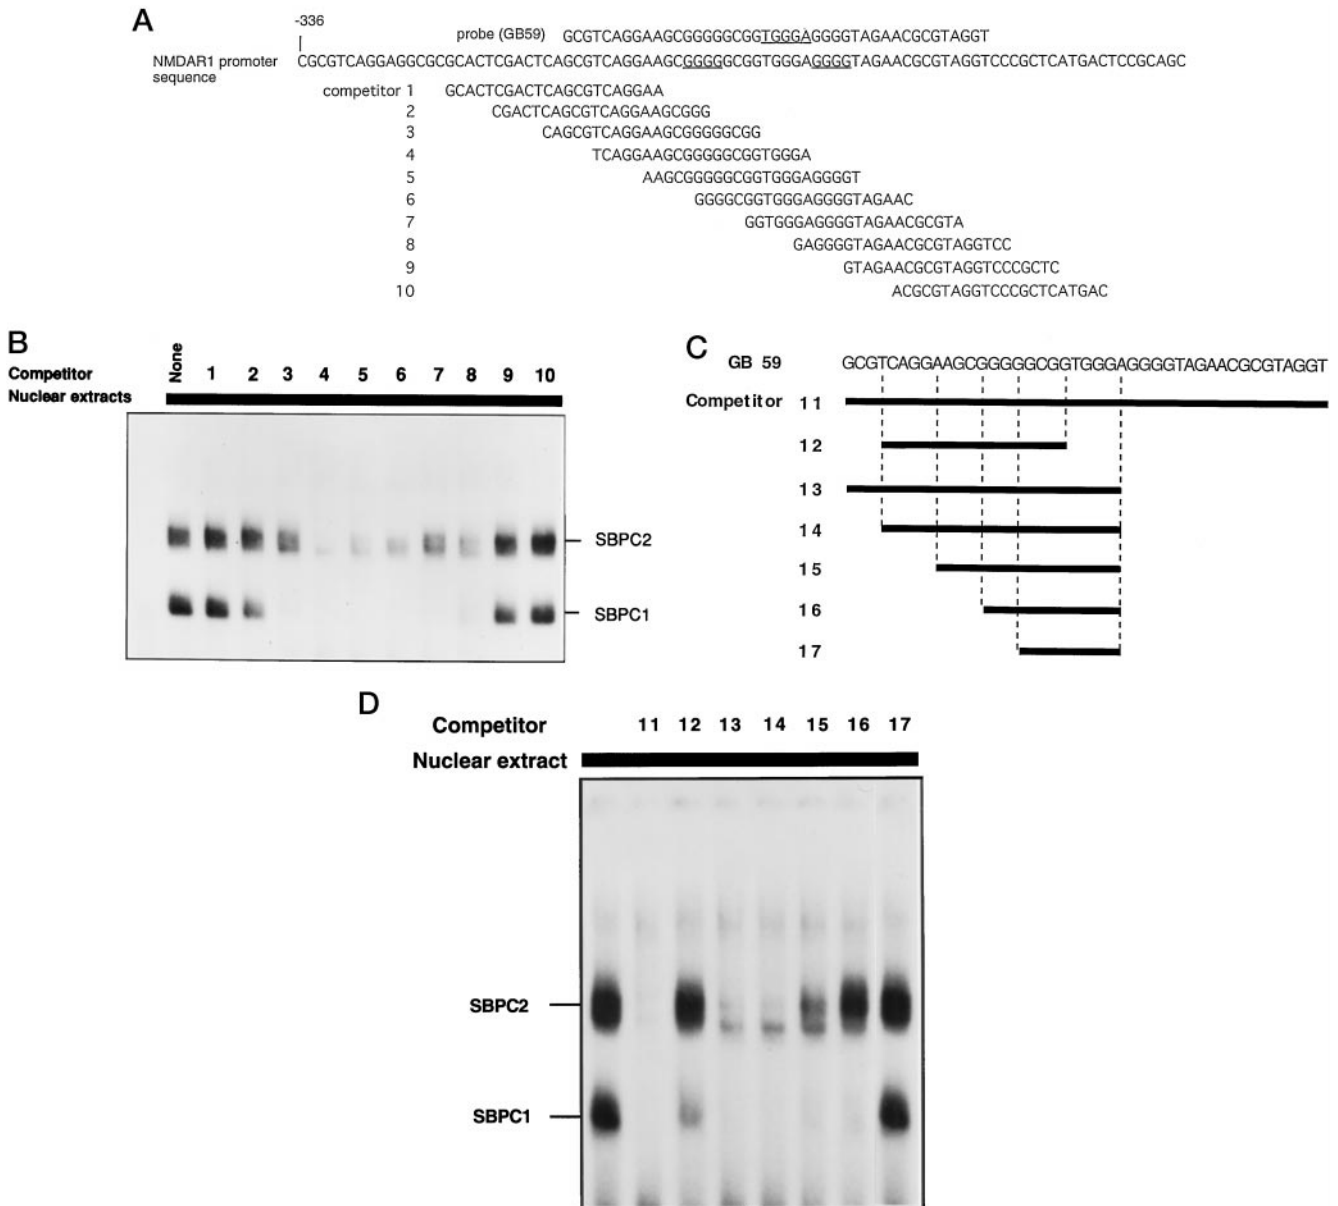 A
-336
probe (GB59) GCGTCAGGAAGCGGGGGCGGTGGGAGGGGTAGAACGCGTAGGT
NMDAR1 promoter sequence CGCGTCAGGAGGCGCGCACTCGACTCAGCGTCAGGAAGCGGGGGCGGTGGGAGGGGTAGAACGCGTAGGTCCCGCTCATGACTCCGCAGC
competitor 1 GCACTCGACTCAGCGTCAGGAA
2 CGACTCAGCGTCAGGAAGCGGG
3 CAGCGTCAGGAAGCGGGGGCGG
4 TCAGGAAGCGGGGGCGGTGGGA
5 AAGCGGGGGCGGTGGGAGGGGT
6 GGGGCGGTGGGAGGGGTAGAAC
7 GGTGGGAGGGGTAGAACGCGTA
8 GAGGGGTAGAACGCGTAGGTCC
9 GTAGAACGCGTAGGTCCCGCTC
10 ACGCGTAGGTCCCGCTCATGAC
B
Competitor None 1 2 3 4 5 6 7 8 9 10
Nuclear extracts
SBPC2
SBPC1
C
GB 59 GCGTCAGGAAGCGGGGGCGGTGGGAGGGGTAGAACGCGTAGGT
Competitor 11
12
13
14
15
16
17
D
Competitor 11 12 13 14 15 16 17
Nuclear extract
SBPC2
SBPC1